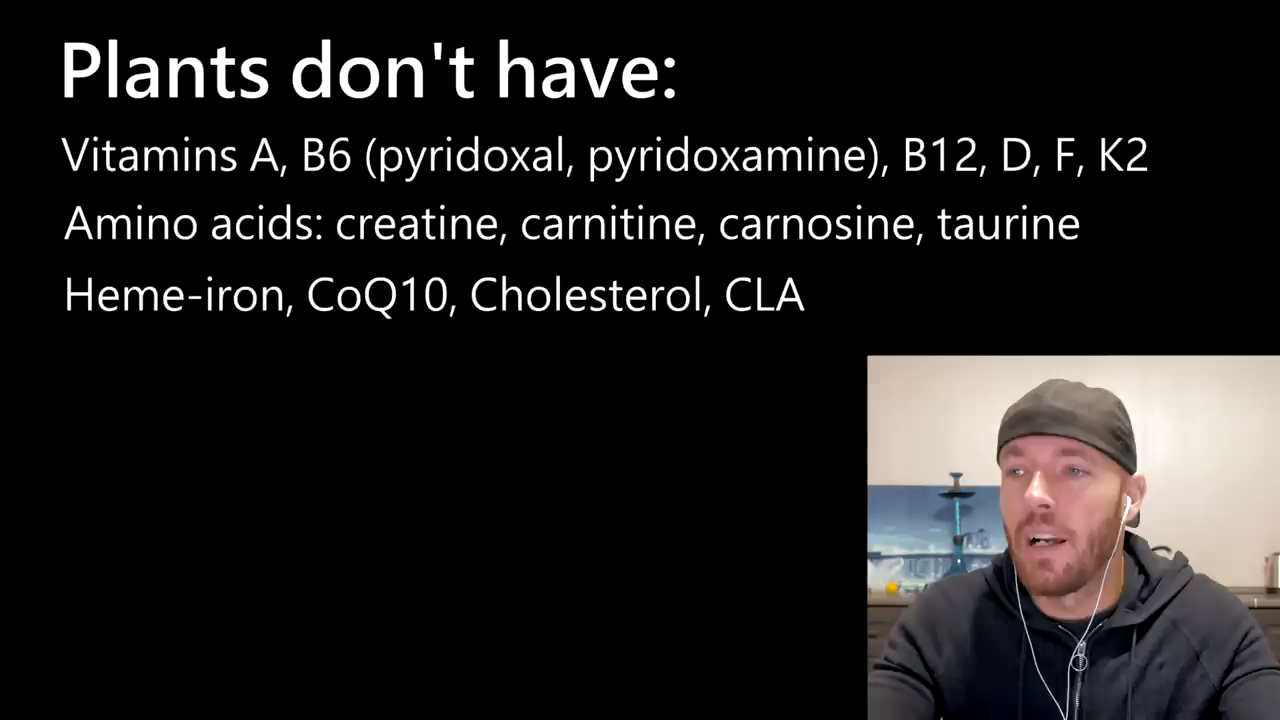 Plants don't have:
Vitamins A, B6 (pyridoxal, pyridoxamine), B12, D, F, K2
Amino acids: creatine, carnitine, carnosine, taurine
Heme-iron, CoQ10, Cholesterol, CLA